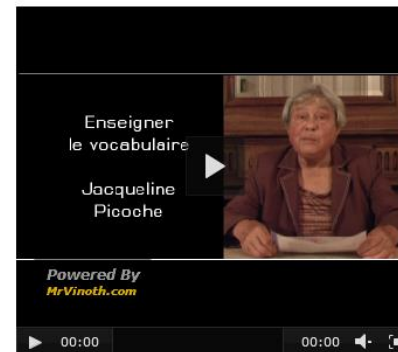 Enseigner
le vocabulaire
Jacqueline
Picoche
Powered By
MrVinoth.com
00:00
00:00